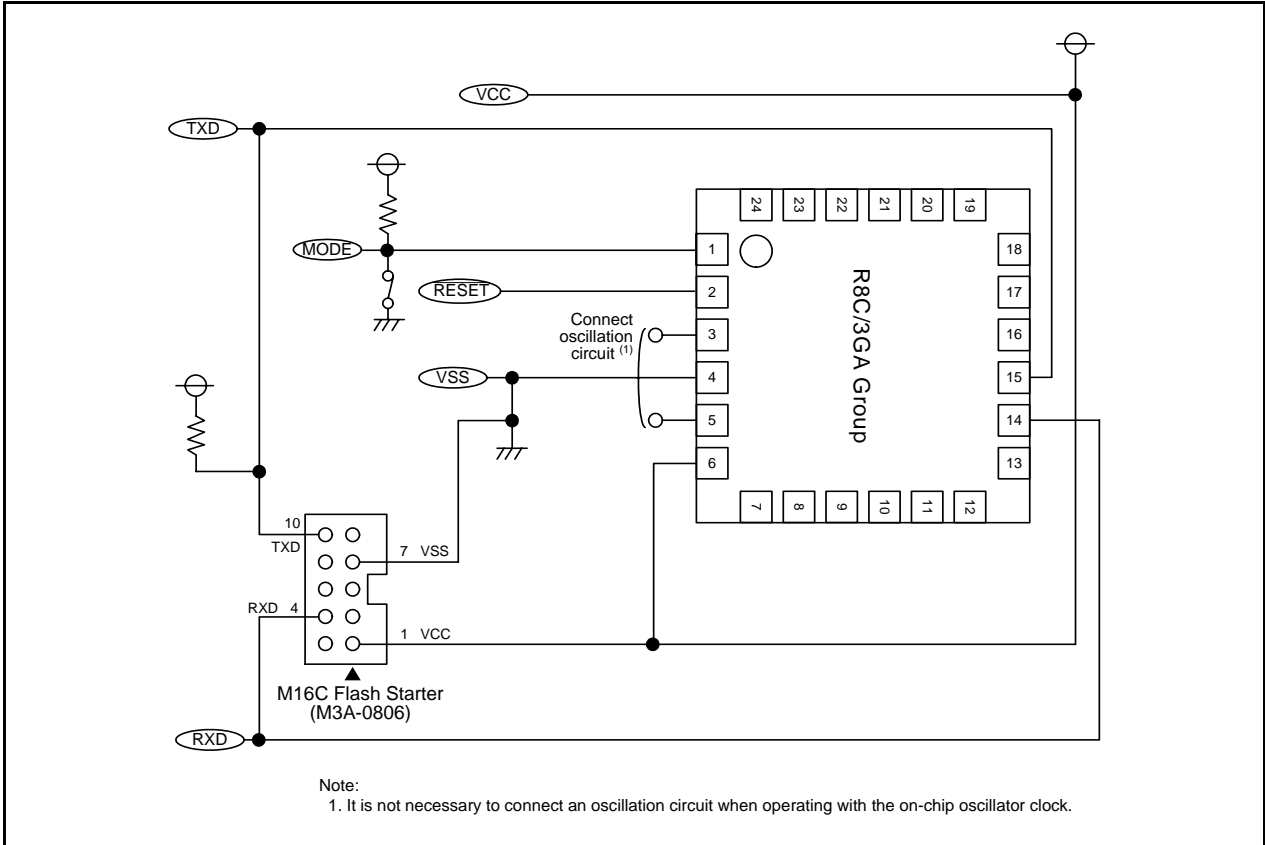 VCC
TXD
24 23 22 21 20 19
MODE
1
18
RESET
2
17
Connect
oscillation
circuit (1)
3
16
R8C/3GA Group
VSS
4
15
5
14
6
13
7 8 9 10 11 12
10
TXD
7 VSS
RXD 4
1 VCC
M16C Flash Starter
(M3A-0806)
RXD
Note:
1. It is not necessary to connect an oscillation circuit when operating with the on-chip oscillator clock.